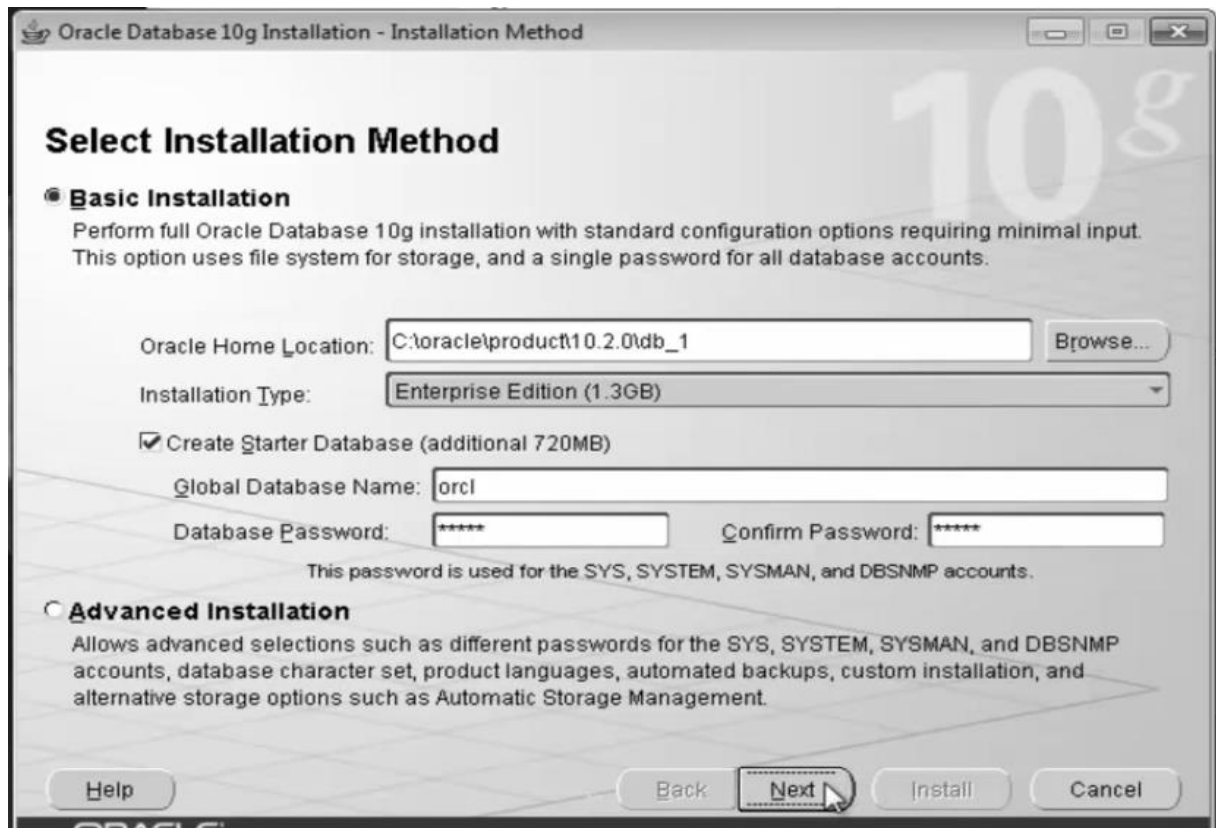 Oracle Database 10g Installation - Installation Method
10g
Select Installation Method
Basic Installation
Perform full Oracle Database 10g installation with standard configuration options requiring minimal input.
This option uses file system for storage, and a single password for all database accounts.
Oracle Home Location: C:\oracle\product\10.2.0\db_1 Browse...
Installation Type: Enterprise Edition (1.3GB)
Create Starter Database (additional 720MB)
Global Database Name: orcl
Database Password: ***** Confirm Password: *****
This password is used for the SYS, SYSTEM, SYSMAN, and DBSNMP accounts.
Advanced Installation
Allows advanced selections such as different passwords for the SYS, SYSTEM, SYSMAN, and DBSNMP
accounts, database character set, product languages, automated backups, custom installation, and
alternative storage options such as Automatic Storage Management.
Help Back Next Install Cancel
ORACLE